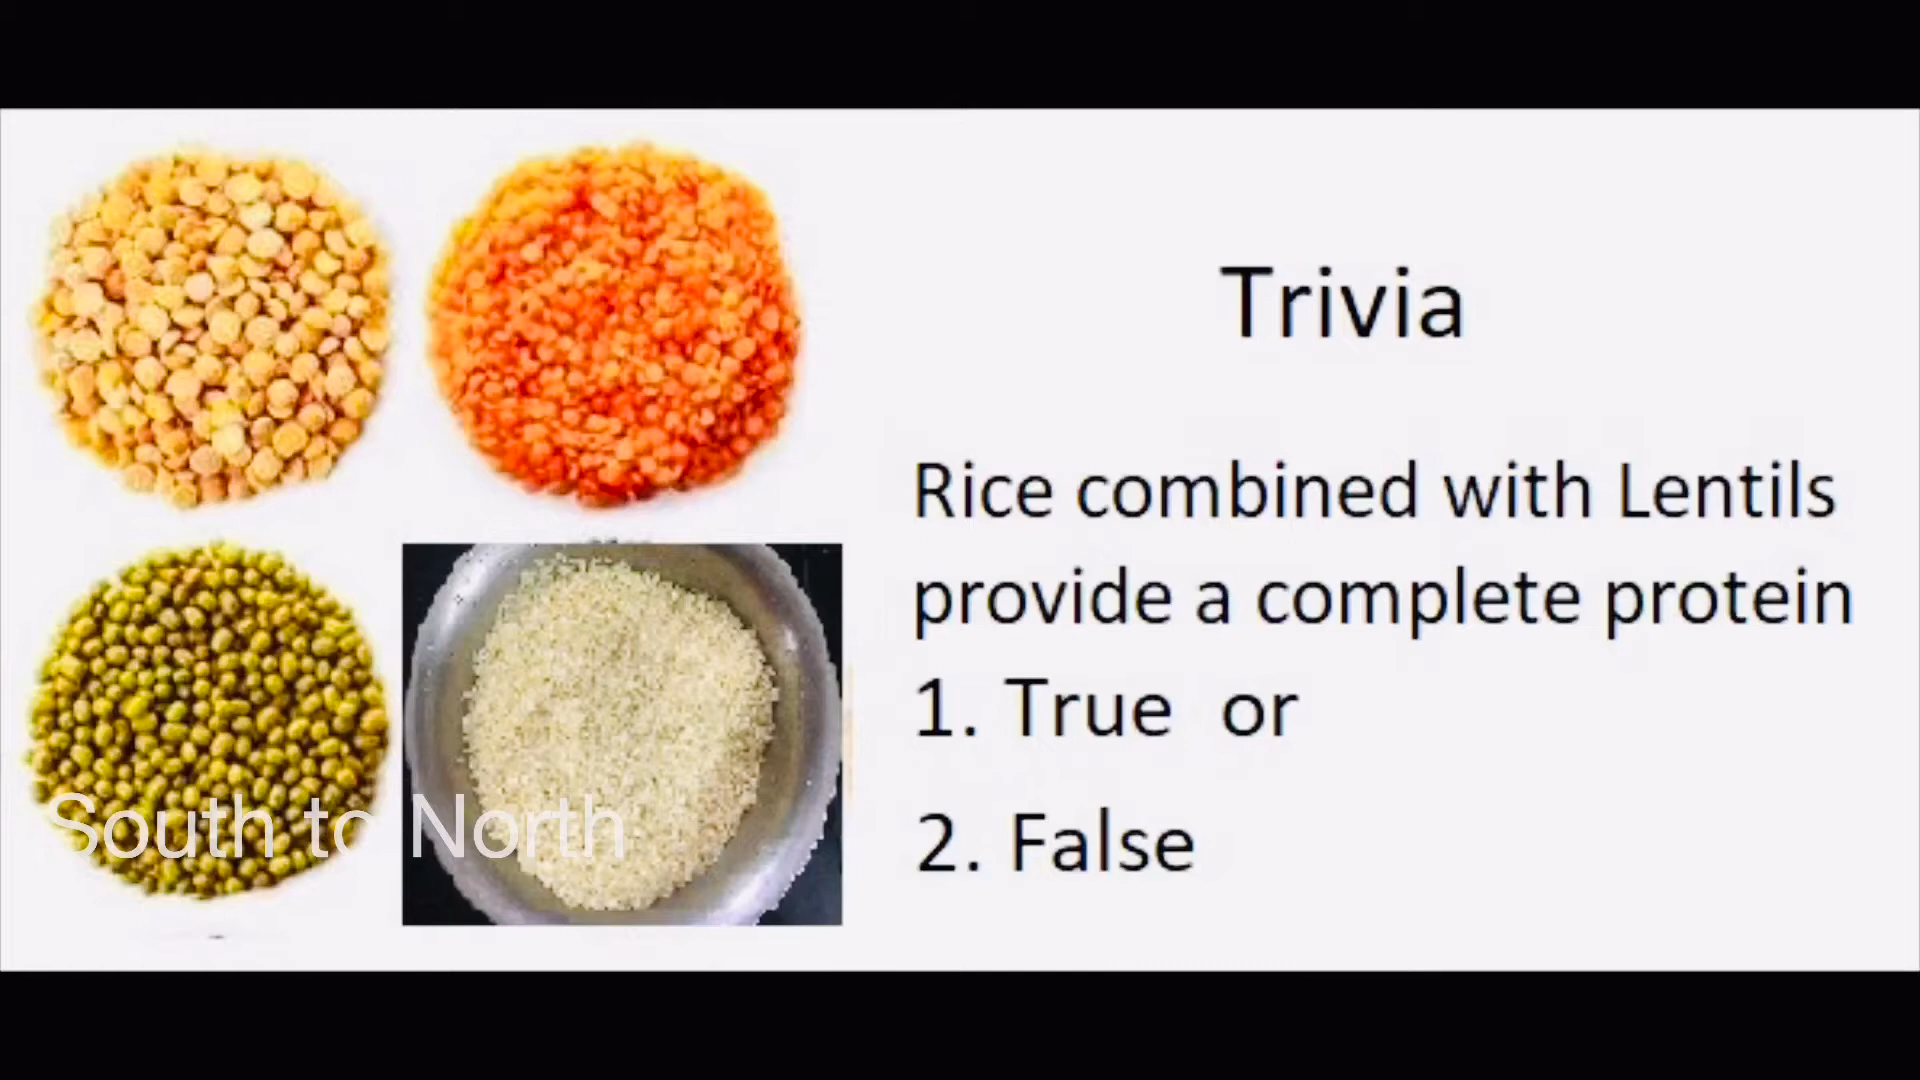 Trivia
Rice combined with Lentils
provide a complete protein
1. True or
2. False
South to North